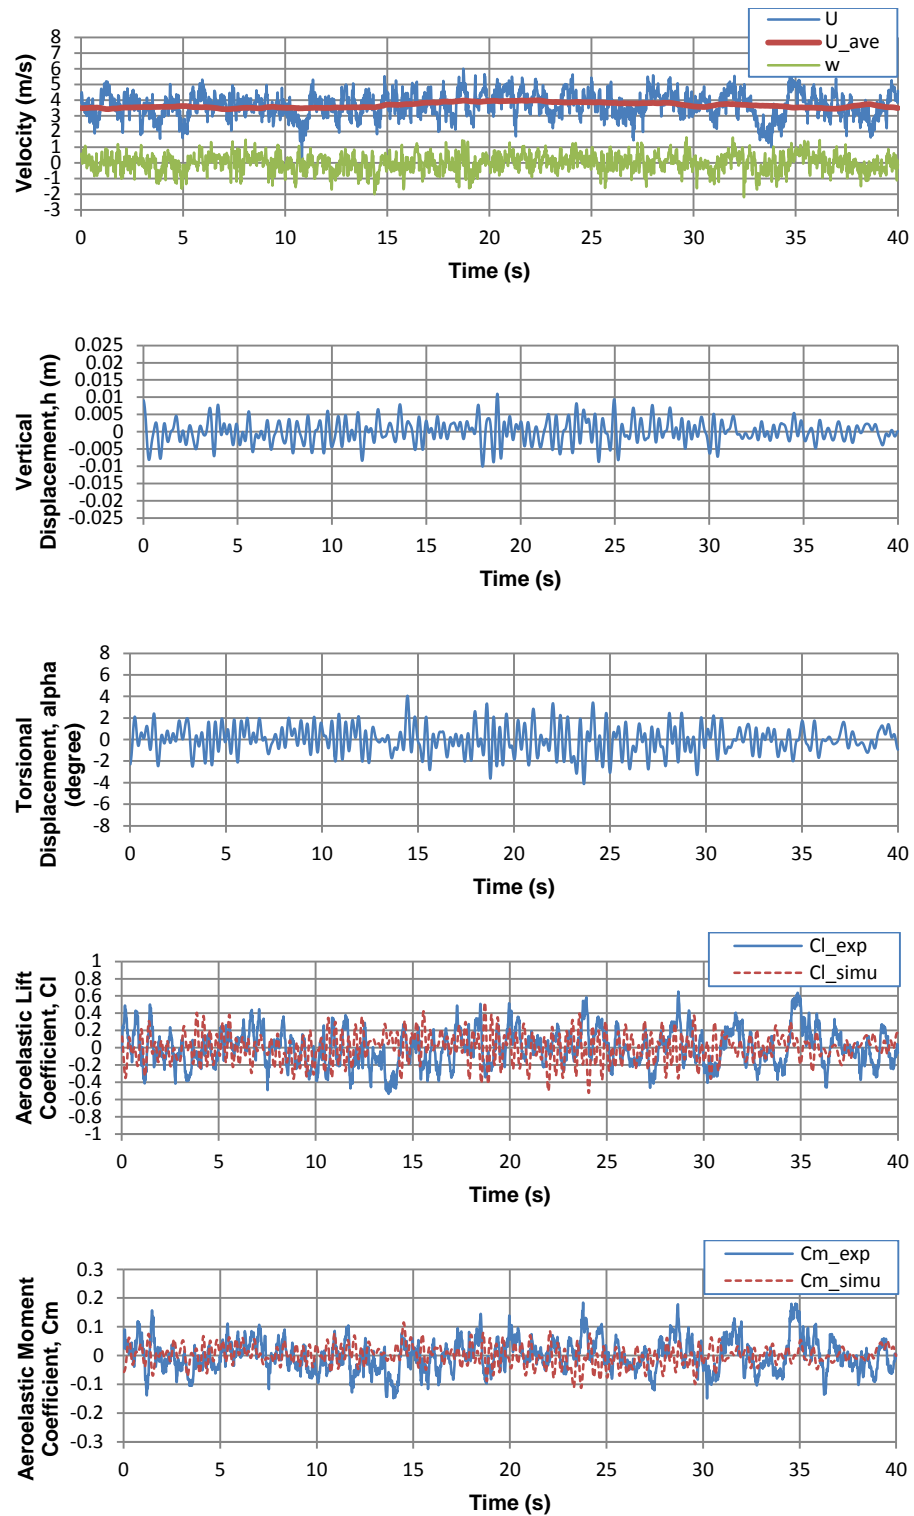 U
U_ave
w
Velocity (m/s)
8
7
6
5
4
3
2
1
0
-1
-2
-3
0 5 10 15 20 25 30 35 40
Time (s)
Vertical
Displacement,h (m)
0.025
0.02
0.015
0.01
0.005
0
-0.005
-0.01
-0.015
-0.02
-0.025
0 5 10 15 20 25 30 35 40
Time (s)
Torsional
Displacement, alpha
(degree)
8
6
4
2
0
-2
-4
-6
-8
0 5 10 15 20 25 30 35 40
Time (s)
Cl_exp
Cl_simu
Aeroelastic Lift
Coefficient, Cl
1
0.8
0.6
0.4
0.2
0
-0.2
-0.4
-0.6
-0.8
-1
0 5 10 15 20 25 30 35 40
Time (s)
Cm_exp
Cm_simu
Aeroelastic Moment
Coefficient, Cm
0.3
0.2
0.1
0
-0.1
-0.2
-0.3
0 5 10 15 20 25 30 35 40
Time (s)